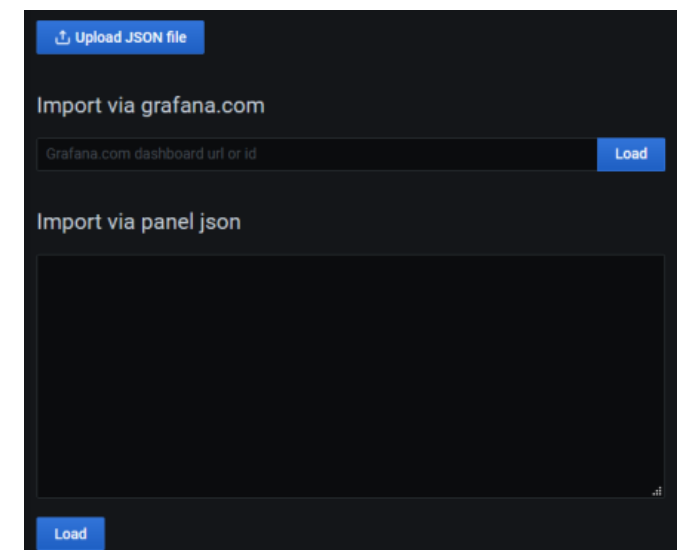 Upload JSON file
Import via grafana.com
Grafana.com dashboard url or id
Load
Import via panel json
Load